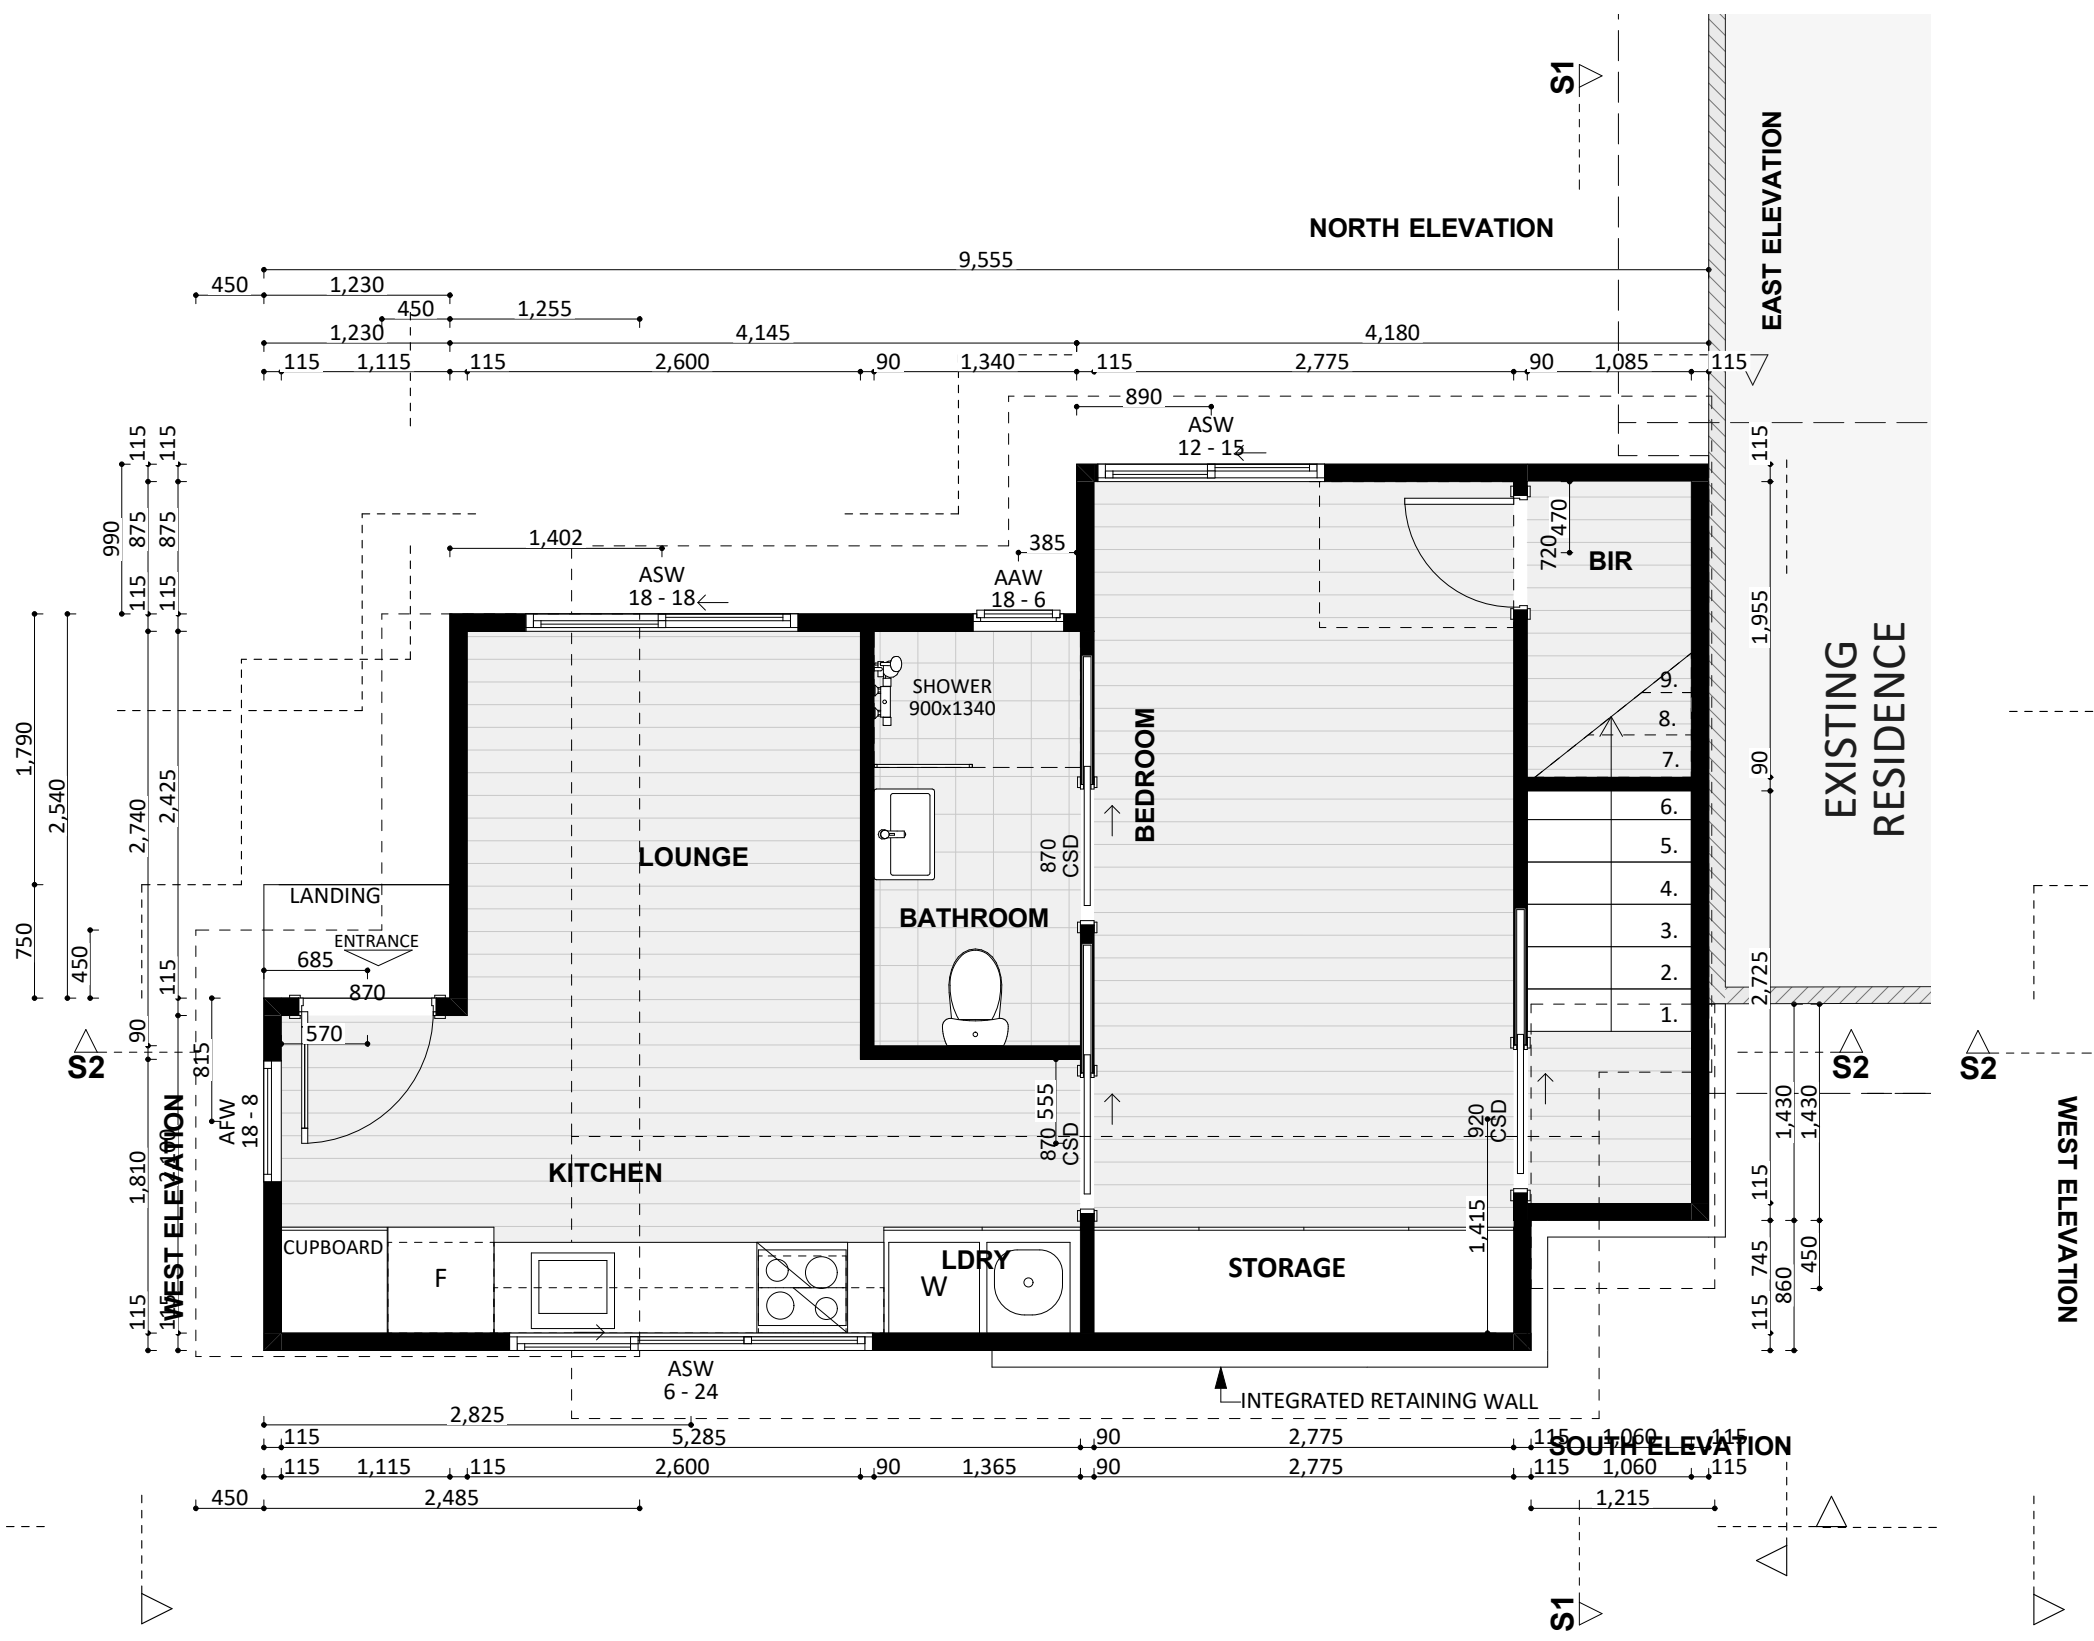 S1
EAST ELEVATION
NORTH ELEVATION
9,555
450
1,230
450
1,255
1,230
4,145
4,180
115
1,115
115
2,600
90
1,340
115
2,775
90
1,085
115
890
ASW
12 - 15
115
115
990
875
875
115
115
1,402
ASW
18 - 18
385
AAW
18 - 6
470
720
BIR
115
1,955
EXISTING
RESIDENCE
SHOWER
900x1340
BEDROOM
9.
8.
7.
90
1,790
2,540
2,740
2,425
LOUNGE
870
CSD
BATHROOM
6.
5.
4.
3.
2.
1.
LANDING
ENTRANCE
685
870
570
750
450
115
90
815
2,725
S2
S2
S2
AFW
18 - 8
WEST ELEVATION
1,810
2,100
115
115
KITCHEN
555
870
CSD
920
CSD
1,415
1,430
1,430
115
745
860
450
115
WEST ELEVATION
CUPBOARD
F
LDRY
W
STORAGE
ASW
6 - 24
INTEGRATED RETAINING WALL
2,825
115
5,285
90
2,775
115
1,060
115
SOUTH ELEVATION
115
1,115
115
2,600
90
1,365
90
2,775
115
1,060
115
450
2,485
1,215
S1